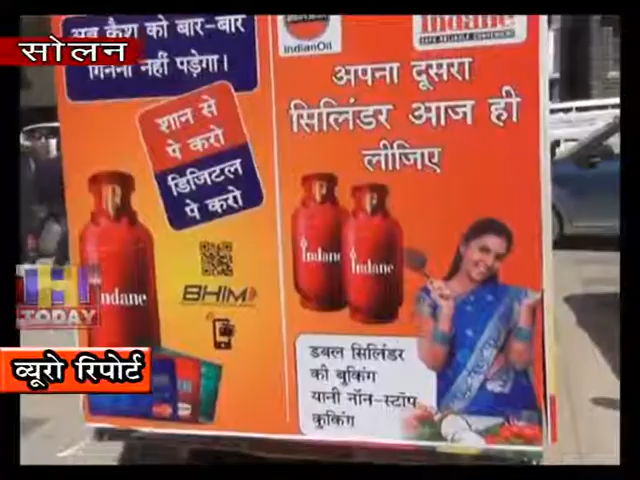 सोलन
अब कैश को बार-बार
गिनना नहीं पड़ेगा।
शान से
पे करो
डिजिटल
पे करो
Indane
BHIM
IndianOil
Indane
अपना दूसरा
सिलिंडर आज ही
लीजिए
Indane
Indane
डबल सिलिंडर
की बुकिंग
यानी नॉन-स्टॉप
कुकिंग
H
TODAY
ब्यूरो रिपोर्ट